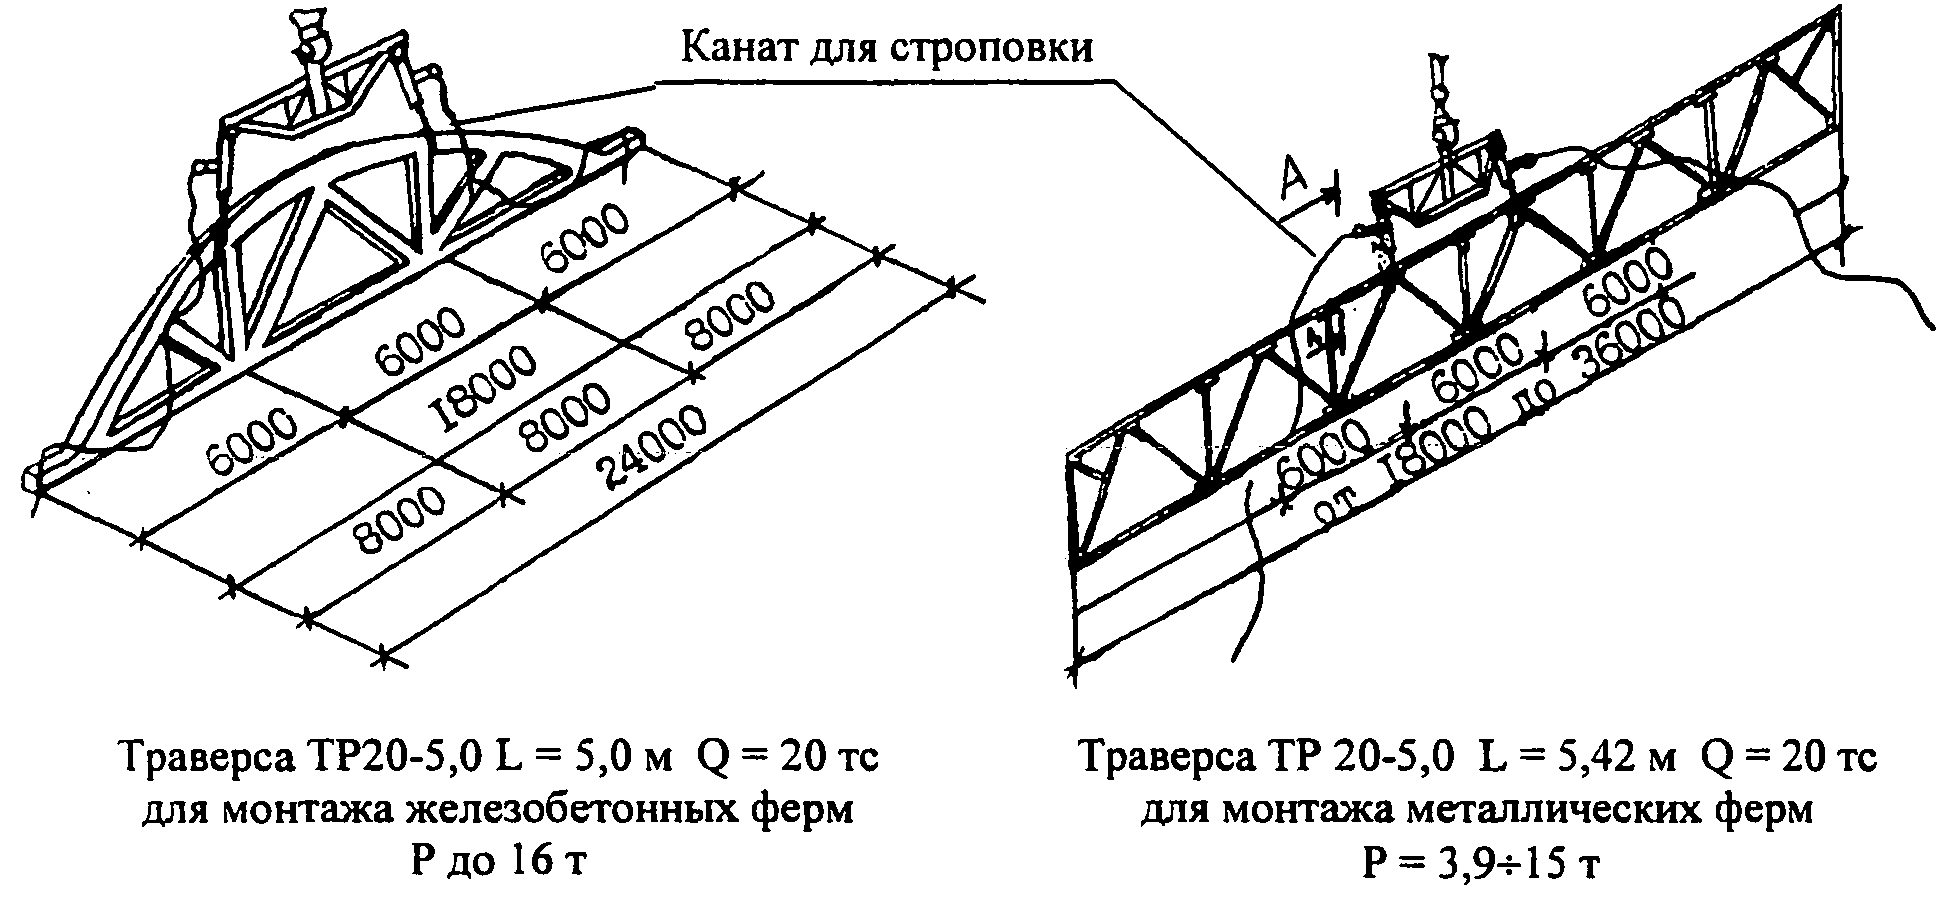 Канат для строповки
А
6000
6000
6000
18000
8000
8000
8000
24000
6000
6000
6000
от 18000 до 36000
Траверса ТР20-5,0 L = 5,0 м Q = 20 тс
для монтажа железобетонных ферм
Р до 16 т
Траверса ТР 20-5,0 L = 5,42 м Q = 20 тс
для монтажа металлических ферм
Р = 3,9÷15 т